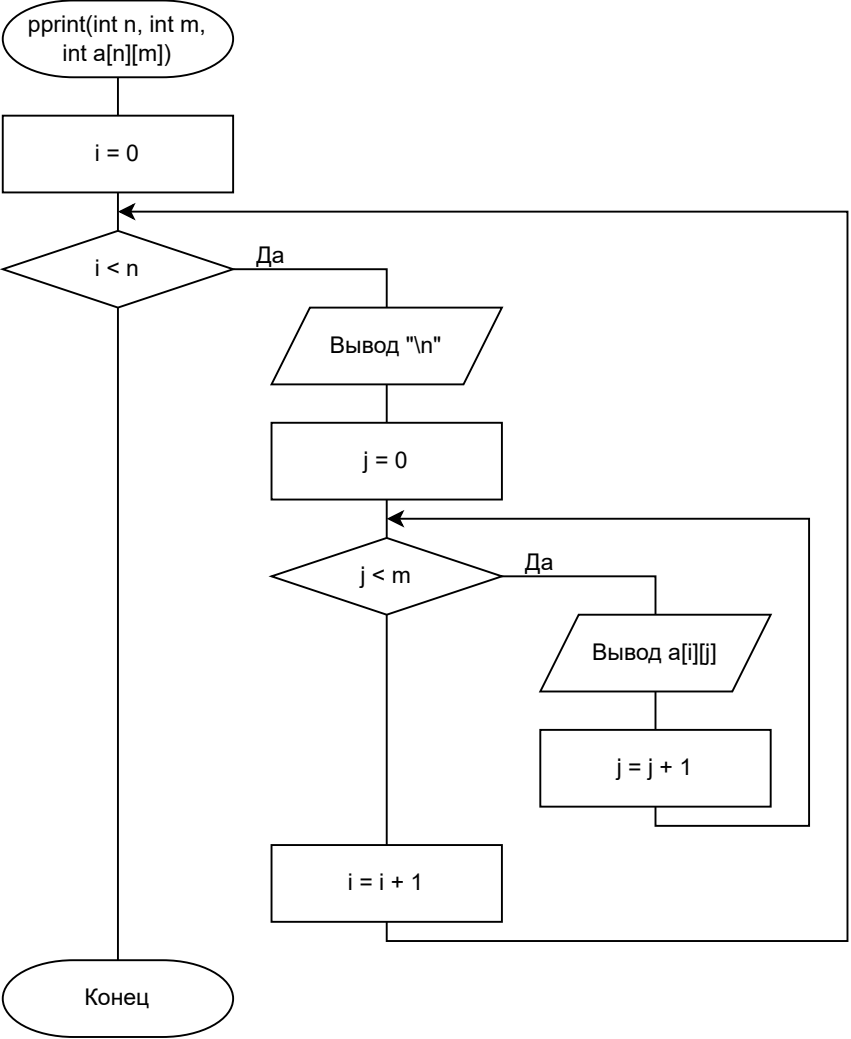 pprint(int n, int m,
int a[n][m])
i = 0
i < n
Да
Вывод "\n"
j = 0
j < m
Да
Вывод a[i][j]
j = j + 1
i = i + 1
Конец